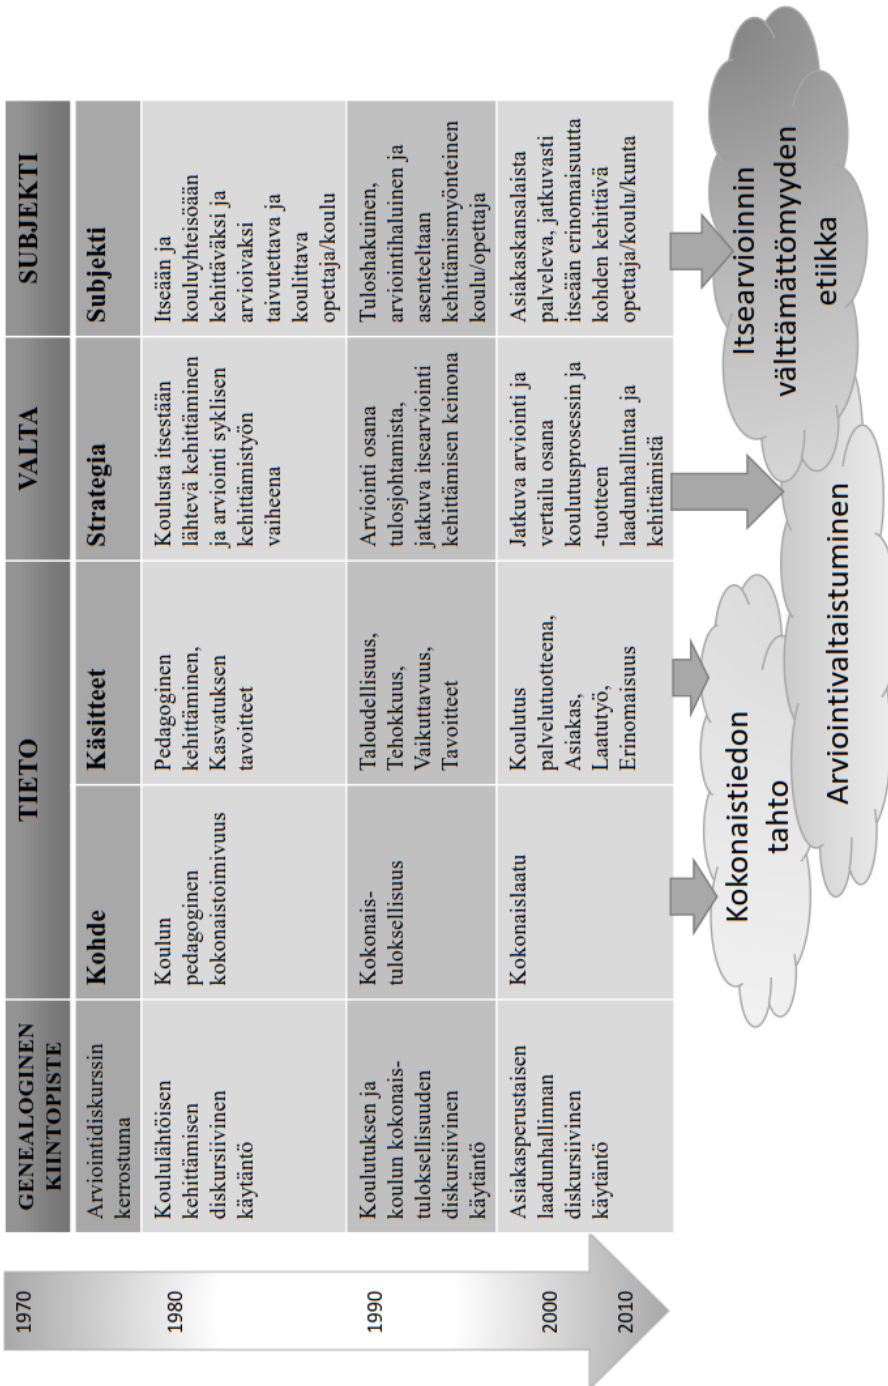 1970
1980
1990
2000
2010
GENEALOGINEN
KIINTOPISTE
TIETO
VALTA
SUBJEKTI
Arviointidiskurssin
kerrostuma
Kohde
Käsitteet
Strategia
Subjekti
Koululähtöisen
kehittämisen
diskursiivinen
käytäntö
Koulun
pedagoginen
kokonaistoimivuus
Pedagoginen
kehittäminen,
Kasvatuksen
tavoitteet
Koulusta itsestään
lähtevä kehittäminen
ja arviointi syklisen
kehittämistyön
vaiheena
Itseään ja
kouluyhteisöään
kehittäväksi ja
arvioivaksi
taivutettava ja
koulittava
opettaja/koulu
Koulutuksen ja
koulun kokonais-
tuloksellisuuden
diskursiivinen
käytäntö
Kokonais-
tuloksellisuus
Taloudellisuus,
Tehokkuus,
Vaikuttavuus,
Tavoitteet
Arviointi osana
tulosjohtamista,
jatkuva itsearviointi
kehittämisen keinona
Tuloshakuinen,
arviointihaluinen ja
asenteeltaan
kehittämismyönteinen
koulu/opettaja
Asiakasperustaisen
laadunhallinnan
diskursiivinen
käytäntö
Kokonaislaatu
Koulutus
palvelutuotteena,
Asiakas,
Laatutyö,
Erinomaisuus
Jatkuva arviointi ja
vertailu osana
koulutusprosessin ja
-tuotteen
laadunhallintaa ja
kehittämistä
Asiakaskansalaista
palveleva, jatkuvasti
itseään erinomaisuutta
kohden kehittävä
opettaja/koulu/kunta
Kokonaistiedon
tahto
Arviointivaltaistuminen
Itsearvioinnin
välttämättömyyden
etiikka